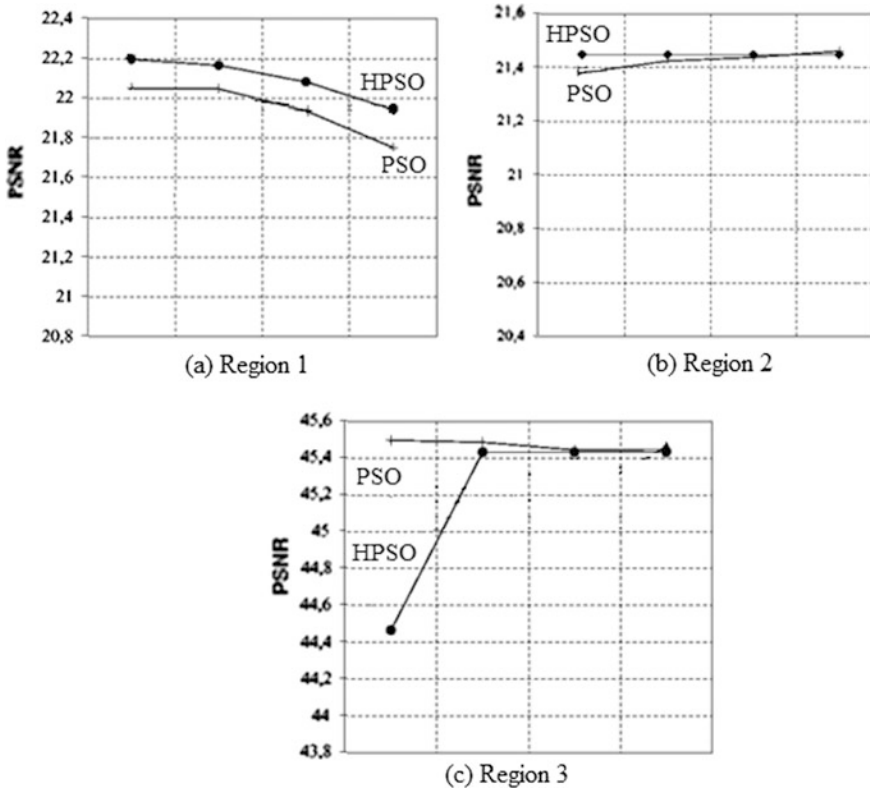 22,4
22,2
22
21,8
21,6
21,4
21,2
21
20,8
PSNR
HPSO
PSO
(a) Region 1
21,6
21,4
21,2
21
20,8
20,6
20,4
PSNR
HPSO
PSO
(b) Region 2
45,6
45,4
45,2
45
44,8
44,6
44,4
44,2
44
43,8
PSNR
PSO
HPSO
(c) Region 3